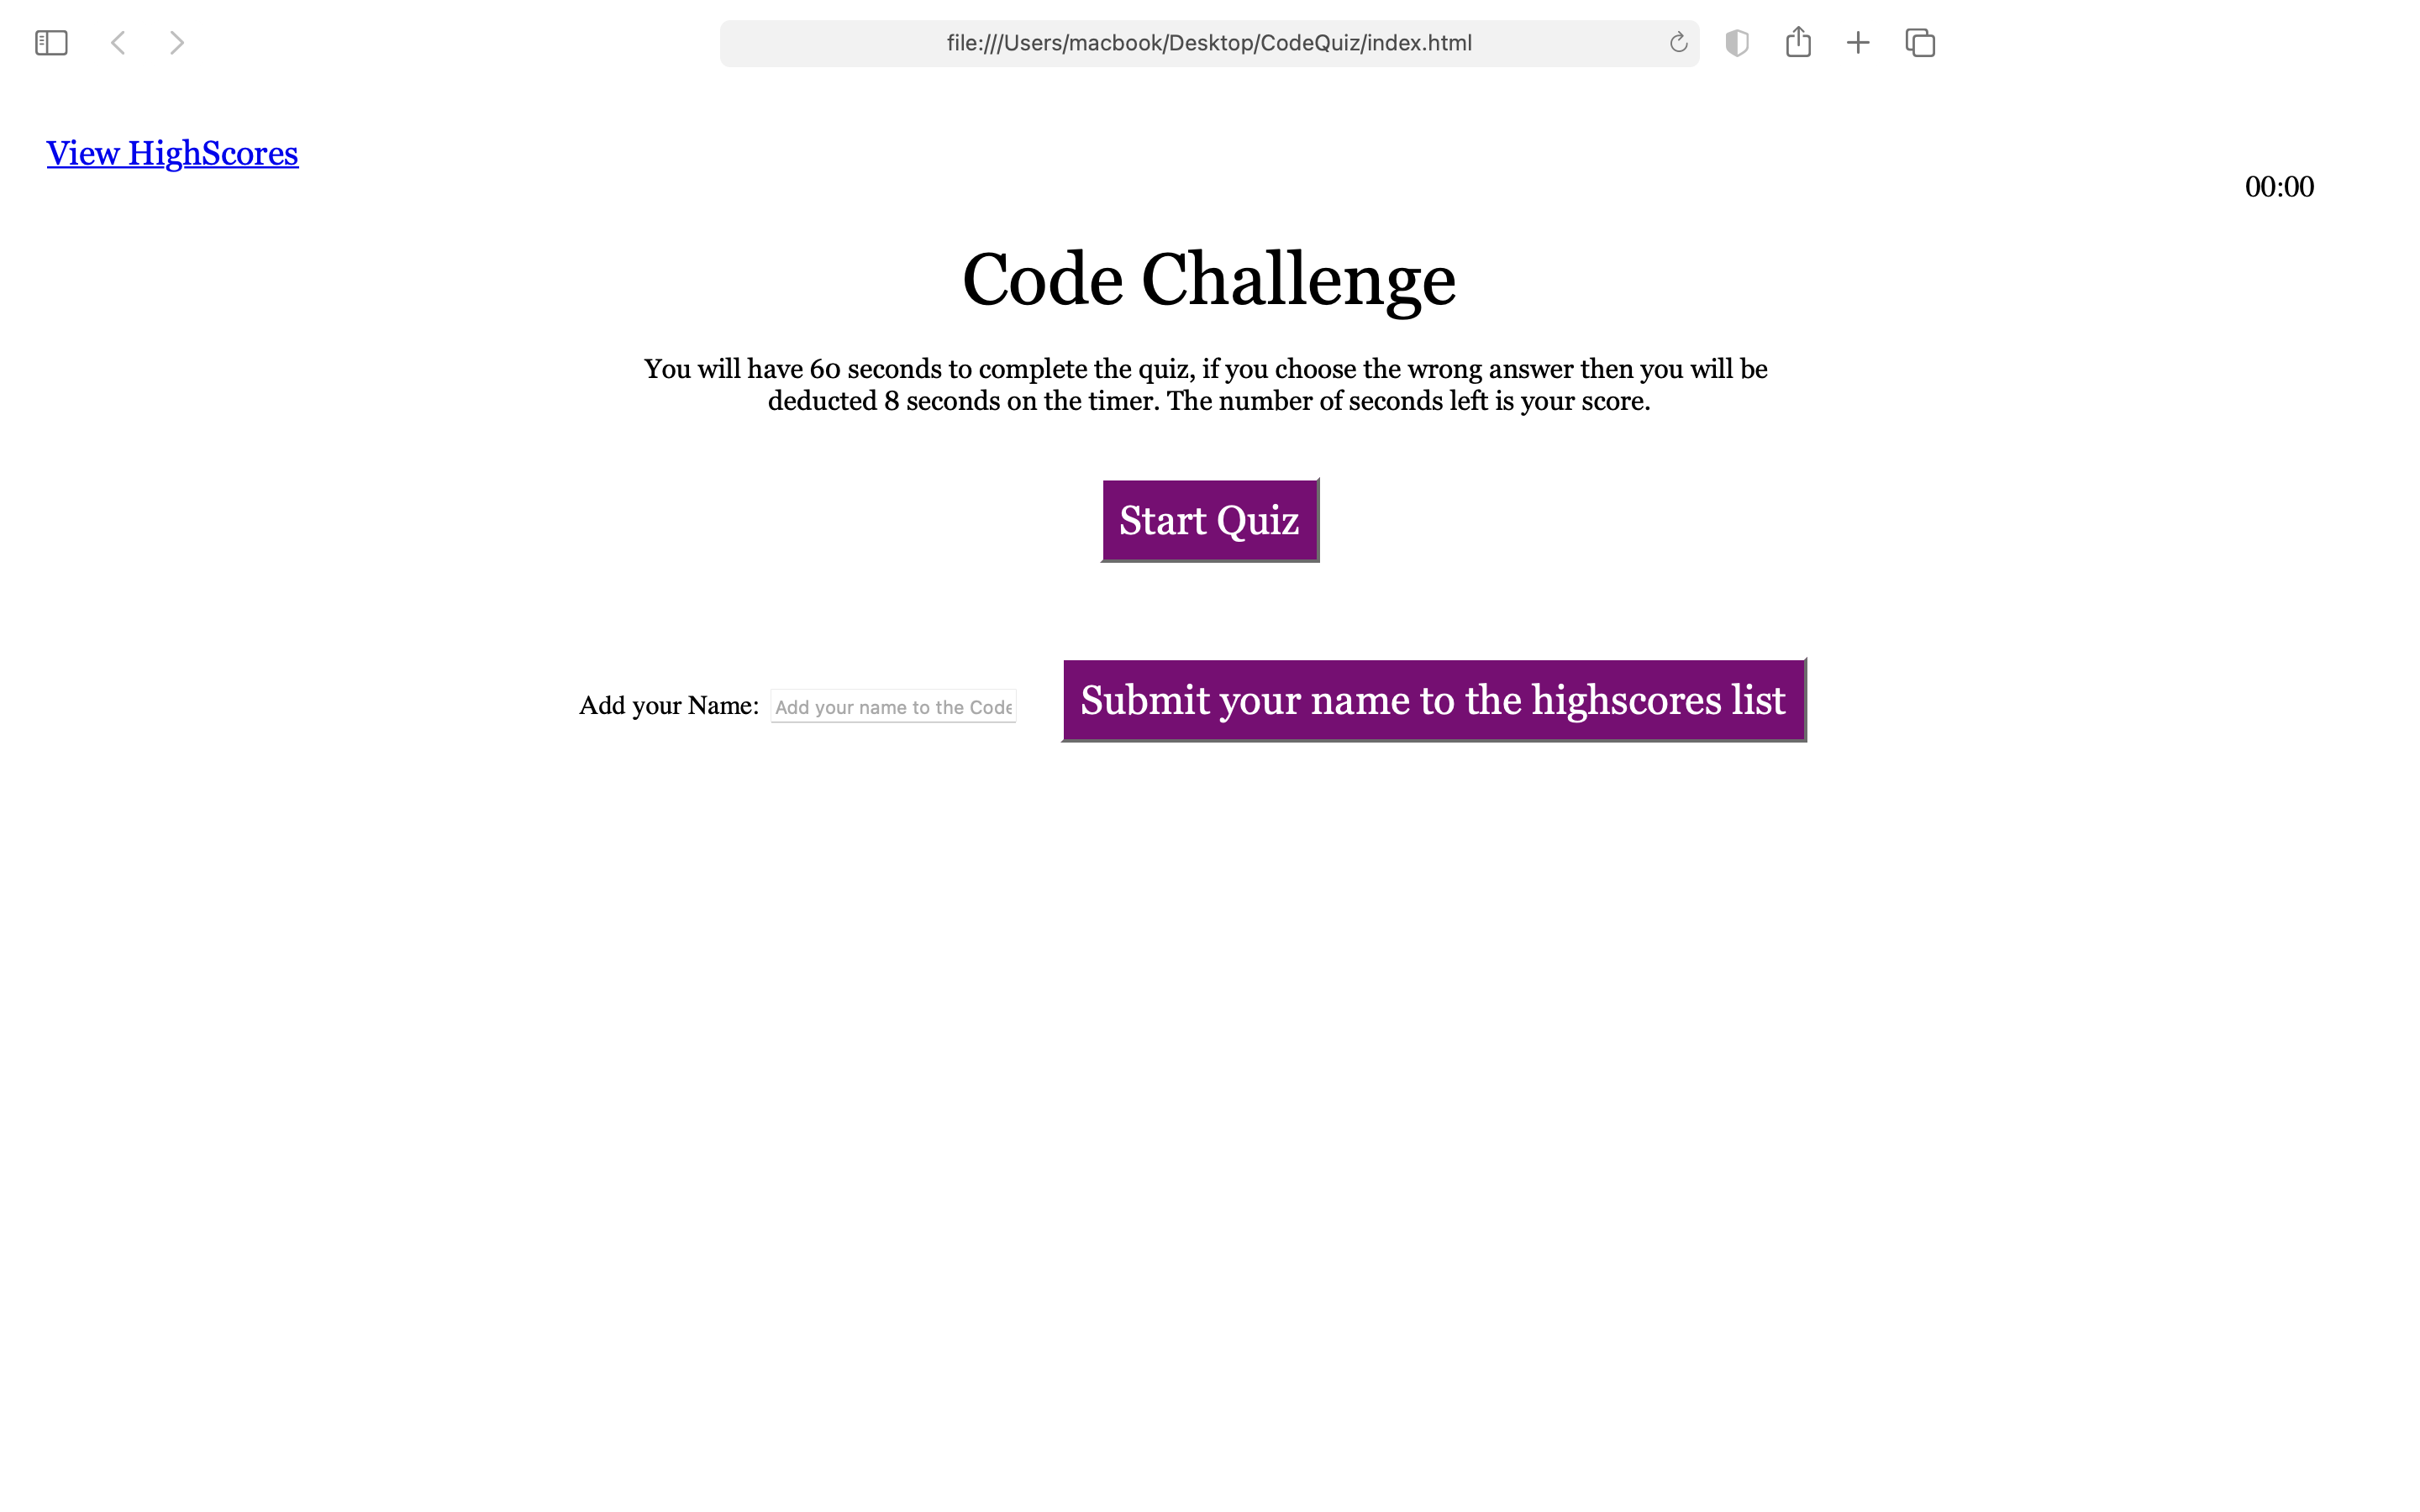 file:///Users/macbook/Desktop/CodeQuiz/index.html
View HighScores
00:00
Code Challenge
You will have 60 seconds to complete the quiz, if you choose the wrong answer then you will be
deducted 8 seconds on the timer. The number of seconds left is your score.
Start Quiz
Add your Name: Add your name to the Code Submit your name to the highscores list